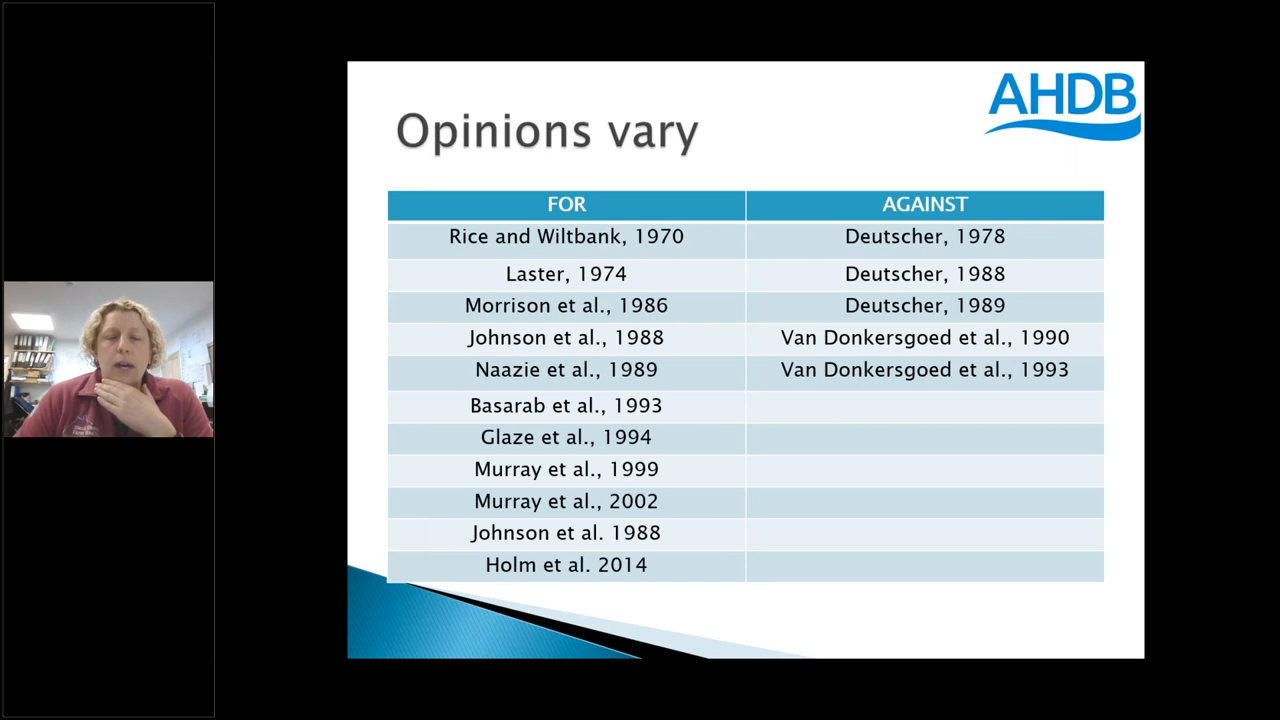 AHDB
Opinions vary
FOR AGAINST
Rice and Wiltbank, 1970 Deutscher, 1978
Laster, 1974 Deutscher, 1988
Morrison et al., 1986 Deutscher, 1989
Johnson et al., 1988 Van Donkersgoed et al., 1990
Naazie et al., 1989 Van Donkersgoed et al., 1993
Basarab et al., 1993
Glaze et al., 1994
Murray et al., 1999
Murray et al., 2002
Johnson et al. 1988
Holm et al. 2014